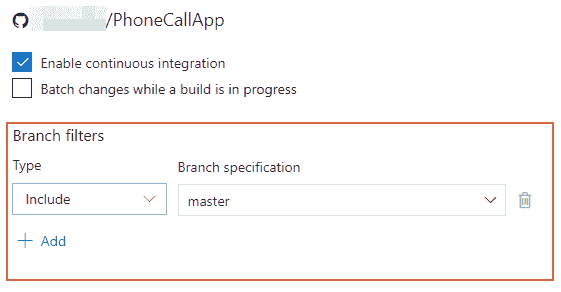 /PhoneCallApp
Enable continuous integration
Batch changes while a build is in progress
Branch filters
Type
Branch specification
Include
master
Add